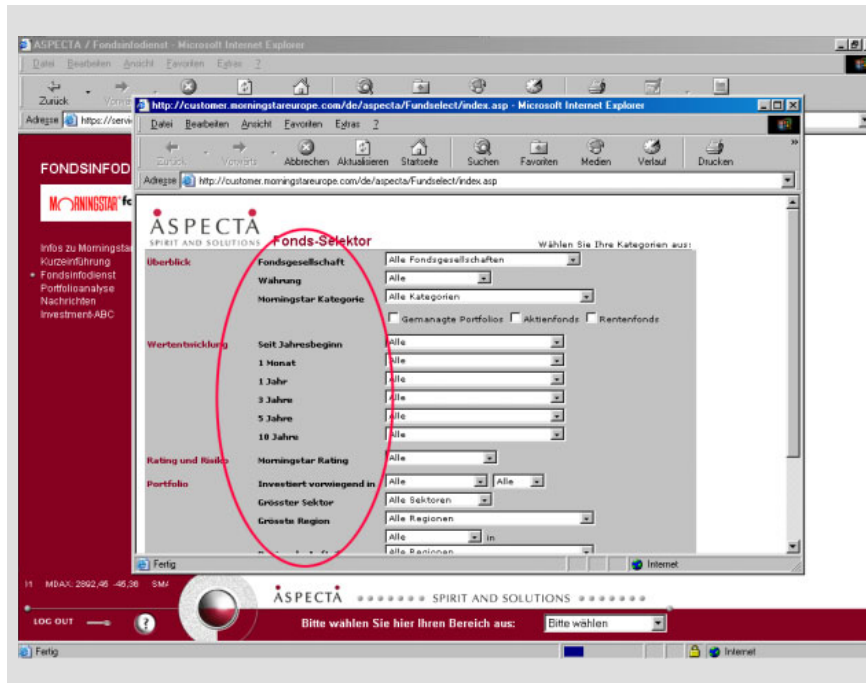 ASPECTA / Fondsinfodienst - Microsoft Internet Explorer
Datei Bearbeiten Ansicht Favoriten Extras ?
Zurück
Adresse https://servi
http://customer.morningstareurope.com/de/aspecta/Fundselect/index.asp - Microsoft Internet Explorer
Datei Bearbeiten Ansicht Favoriten Extras ?
Zurück Vorwärts Abbrechen Aktualisieren Startseite Suchen Favoriten Medien Verlauf Drucken
Adresse http://customer.morningstareurope.com/de/aspecta/Fundselect/index.asp
FONDSINFOD
MORNINGSTAR
Infos zu Morningstar
Kurzeinführung
Fondsinfodienst
Portfolioanalyse
Nachrichten
Investment-ABC
ASPECTA
SPIRIT AND SOLUTIONS
Fonds-Selektor
Wählen Sie Ihre Kategorien aus:
Überblick Fondsgesellschaft Alle Fondsgesellschaften
Währung Alle
Morningstar Kategorie Alle Kategorien
Gemanagte Portfolios Aktienfonds Rentenfonds
Wertentwicklung Seit Jahresbeginn Alle
1 Monat Alle
1 Jahr Alle
3 Jahre Alle
5 Jahre Alle
10 Jahre Alle
Rating und Risiko Morningstar Rating Alle
Portfolio Investiert vorwiegend in Alle Alle
Grösster Sektor Alle Sektoren
Grösste Region Alle Regionen
Alle in
Alle Regionen
Fertig Internet
MDAX: 2892,46 -46,36
ASPECTA SPIRIT AND SOLUTIONS
LOG OUT ? Bitte wählen Sie hier Ihren Bereich aus: Bitte wählen
Fertig Internet